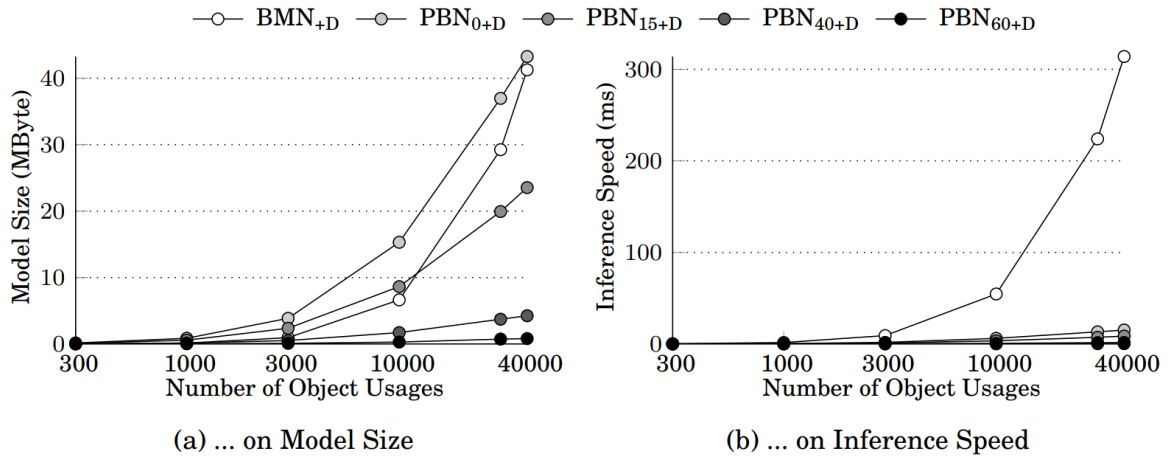 BMN+D PBN0+D PBN15+D PBN40+D PBN60+D
Model Size (MByte)
40
30
20
10
0
300 1000 3000 10000 40000
Number of Object Usages
(a) ... on Model Size
Inference Speed (ms)
300
200
100
0
300 1000 3000 10000 40000
Number of Object Usages
(b) ... on Inference Speed